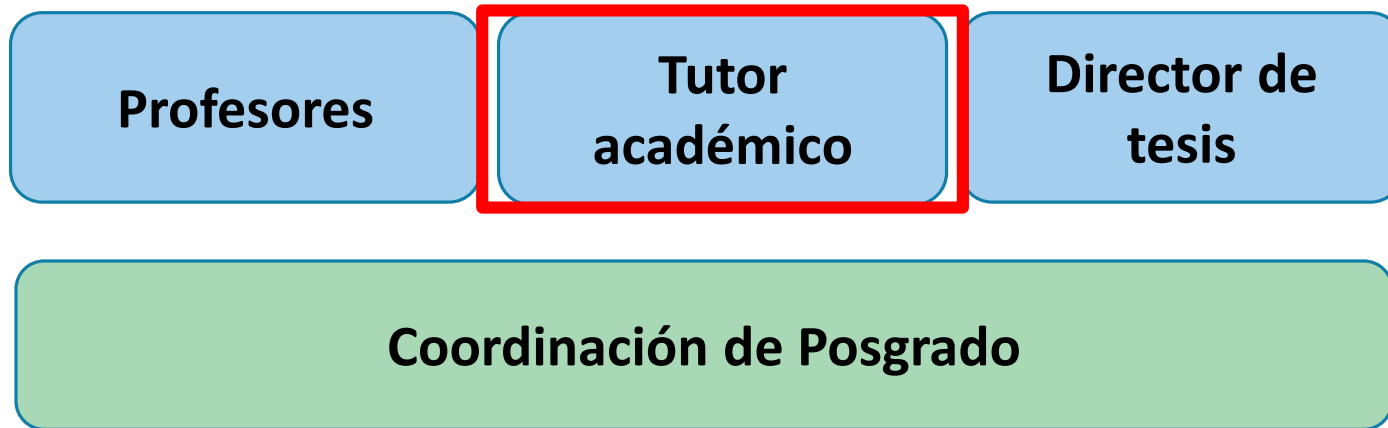 Profesores
Tutor
académico
Director de
tesis
Coordinación de Posgrado